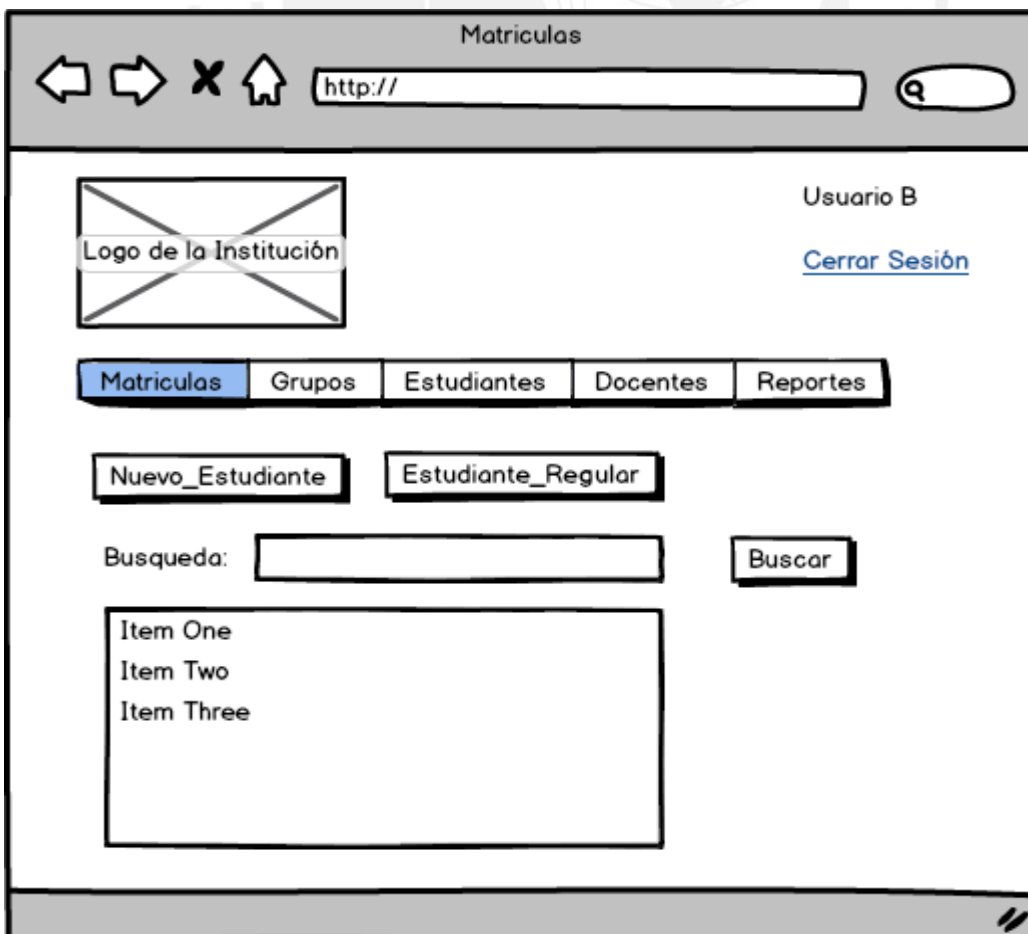 Matriculas
http://
Usuario B
Logo de la Institución
Cerrar Sesión
Matriculas Grupos Estudiantes Docentes Reportes
Nuevo_Estudiante Estudiante_Regular
Busqueda: Buscar
Item One
Item Two
Item Three